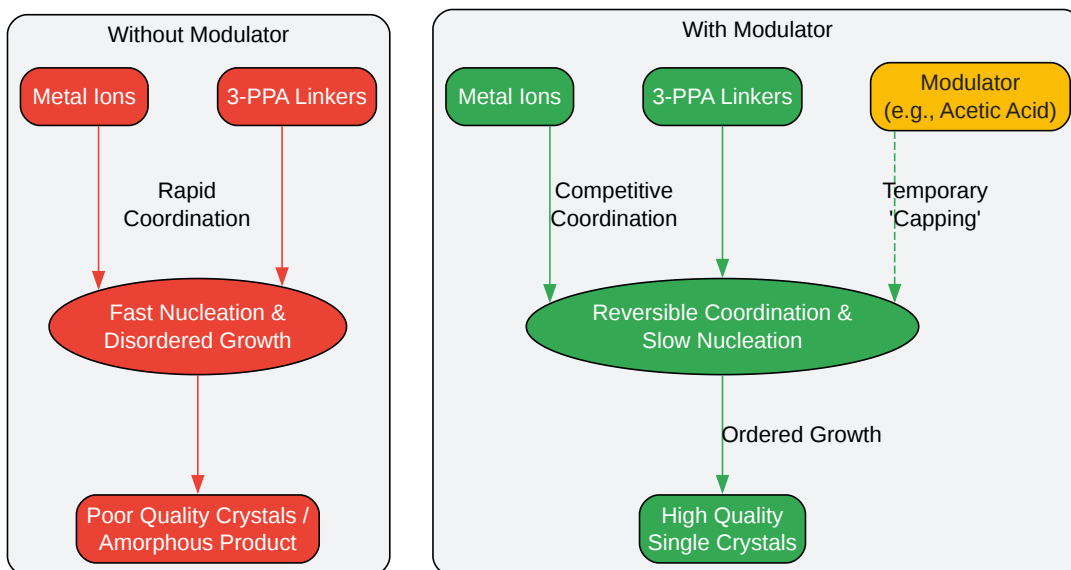 Without Modulator
Metal Ions
3-PPA Linkers
Rapid
Coordination
Fast Nucleation &
Disordered Growth
Poor Quality Crystals /
Amorphous Product
With Modulator
Metal Ions
3-PPA Linkers
Modulator
(e.g., Acetic Acid)
Competitive
Coordination
Temporary
'Capping'
Reversible Coordination &
Slow Nucleation
Ordered Growth
High Quality
Single Crystals